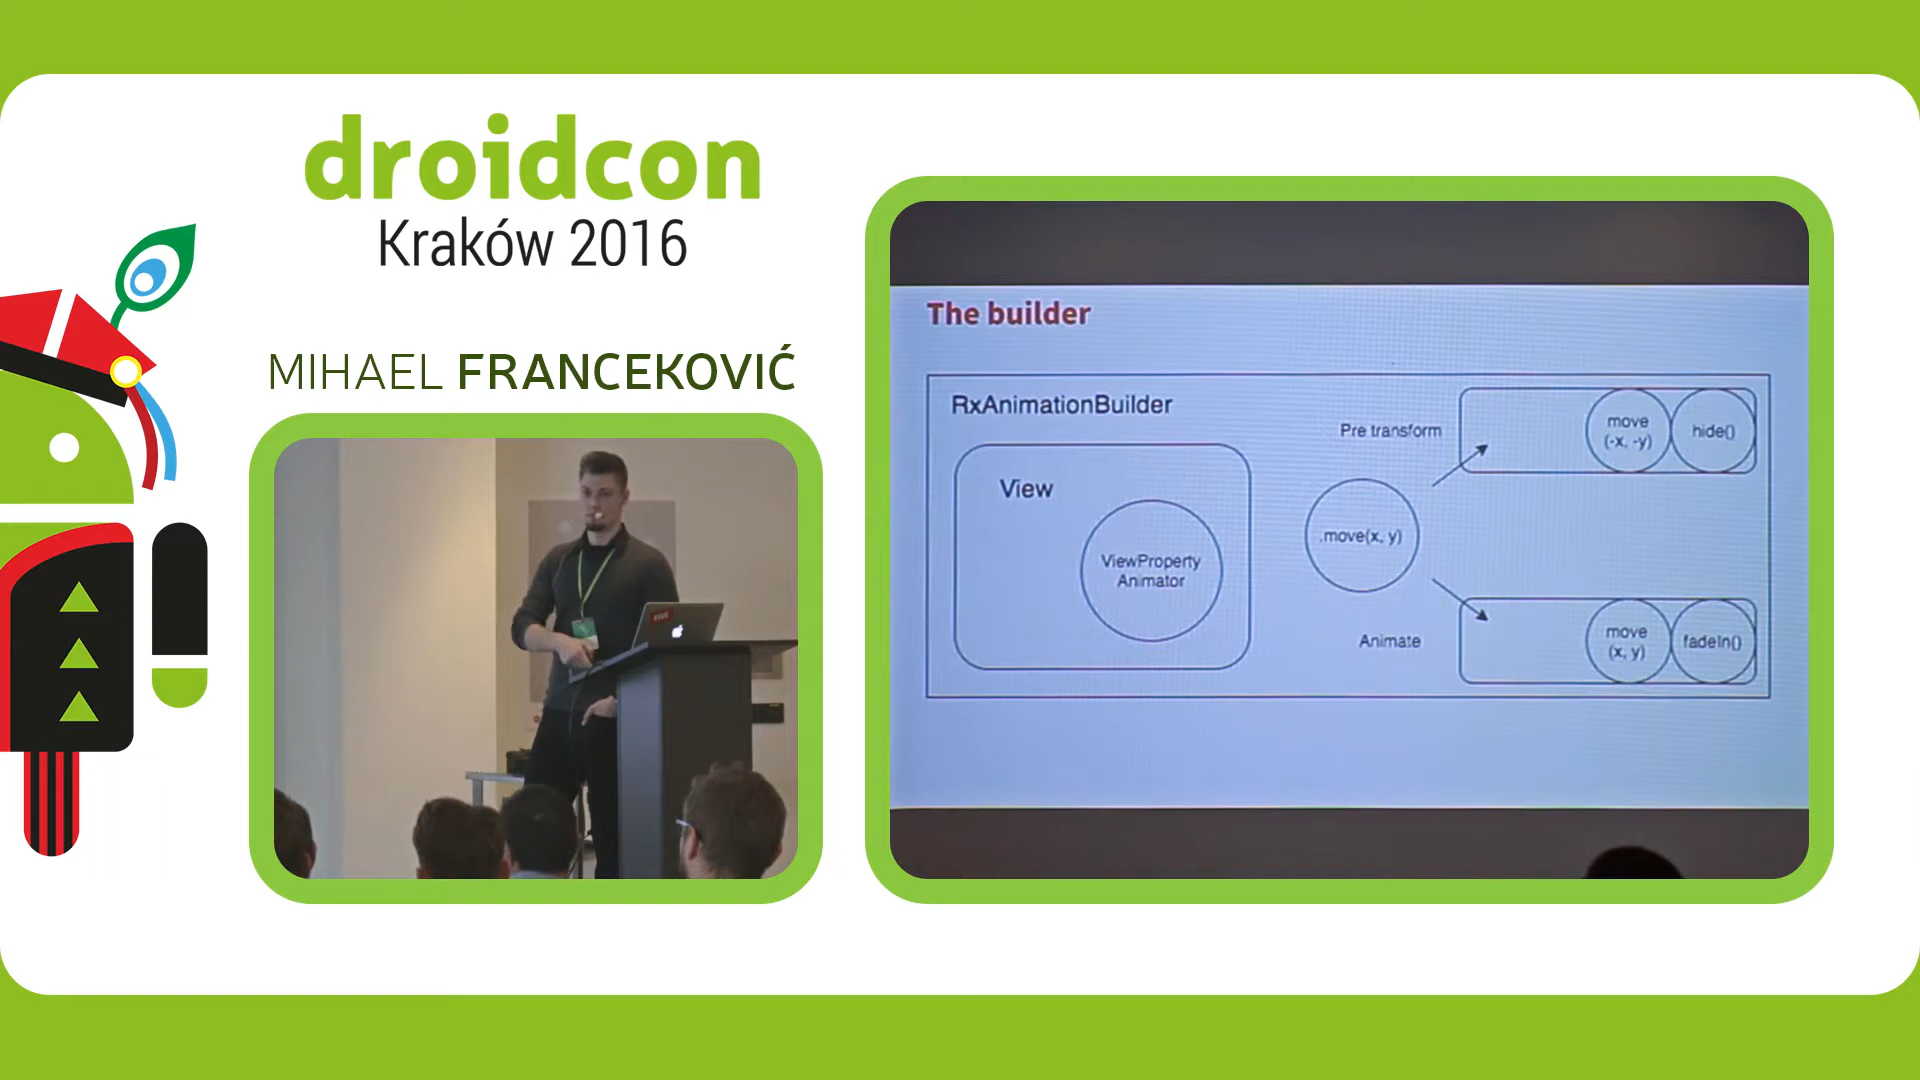 droidcon
Kraków 2016
MIHAEL FRANCEKOVIĆ
The builder
RxAnimationBuilder
View
ViewProperty
Animator
.move(x, y)
Pre transform
move
(-x, -y)
hide()
Animate
move
(x, y)
fadeIn()